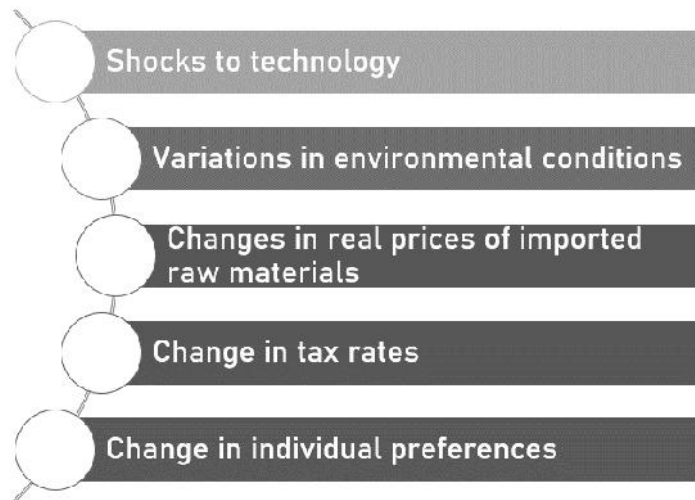 Shocks to technology
Variations in environmental conditions
Changes in real prices of imported
raw materials
Change in tax rates
Change in individual preferences